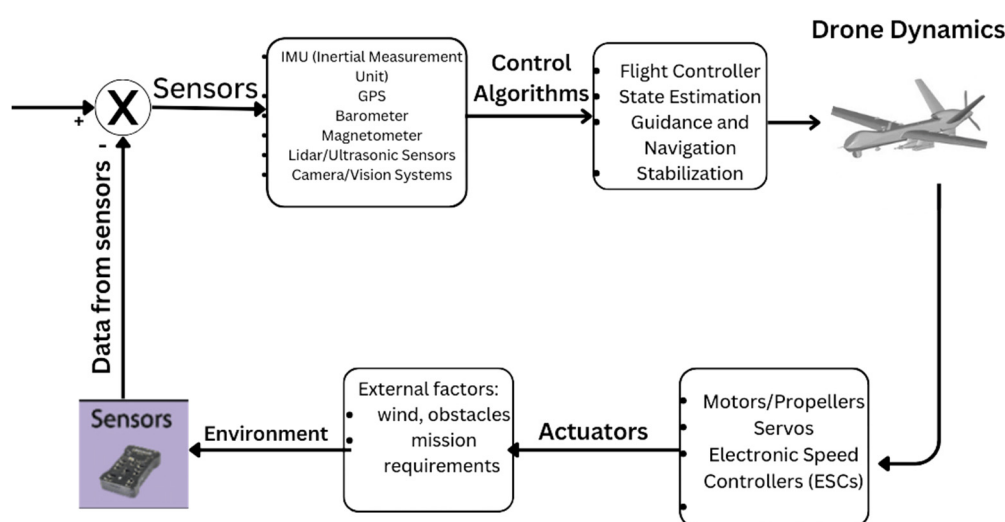 Drone Dynamics
+
X
-
Sensors
IMU (Inertial Measurement
Unit)
GPS
Barometer
Magnetometer
Lidar/Ultrasonic Sensors
Camera/Vision Systems
Control
Algorithms
Flight Controller
State Estimation
Guidance and
Navigation
Stabilization
Data from sensors
Sensors
Environment
External factors:
wind, obstacles
mission
requirements
Actuators
Motors/Propellers
Servos
Electronic Speed
Controllers (ESCs)